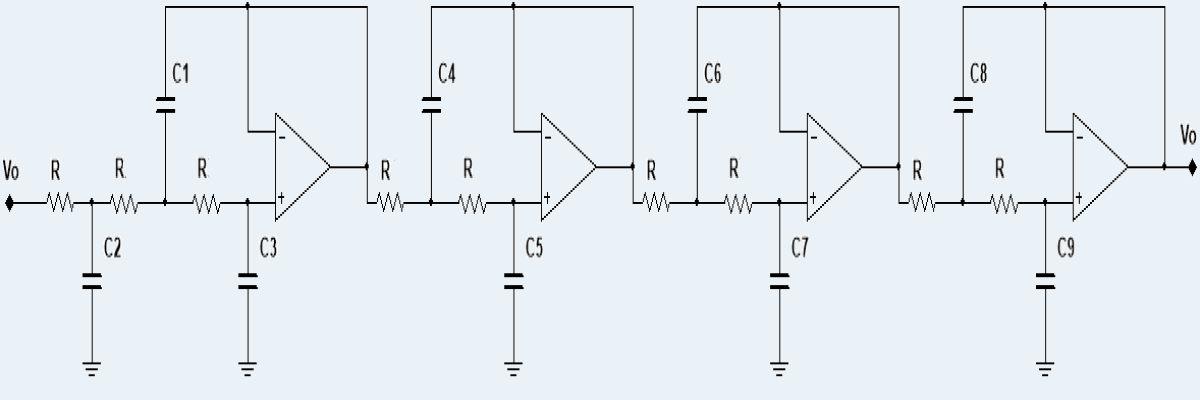 C1 C4 C6 C8
- - - -
Vo
Vo R R R R R R R R R
+ + + +
C2 C3 C5 C7 C9